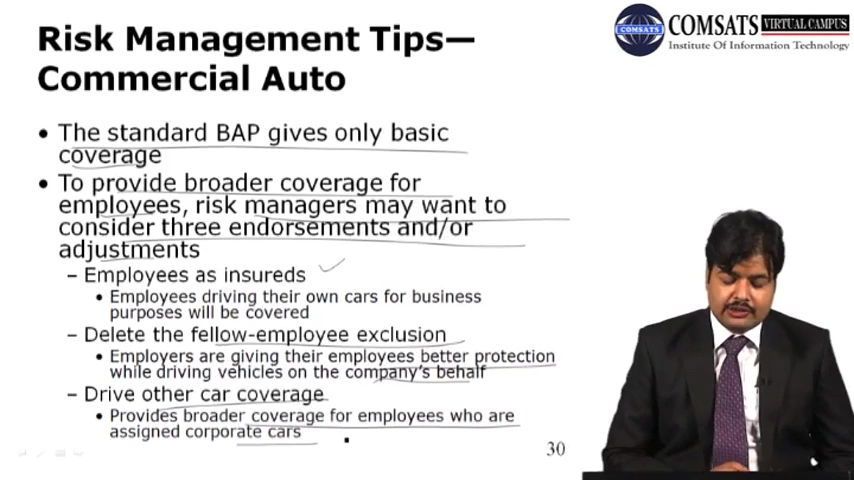 Risk Management Tips—
Commercial Auto
COMSATS VIRTUAL CAMPUS
Institute Of Information Technology
COMSATS
• The standard BAP gives only basic
coverage
• To provide broader coverage for
employees, risk managers may want to
consider three endorsements and/or
adjustments
– Employees as insureds
• Employees driving their own cars for business
purposes will be covered
– Delete the fellow-employee exclusion
• Employers are giving their employees better protection
while driving vehicles on the company's behalf
– Drive other car coverage
• Provides broader coverage for employees who are
assigned corporate cars
30